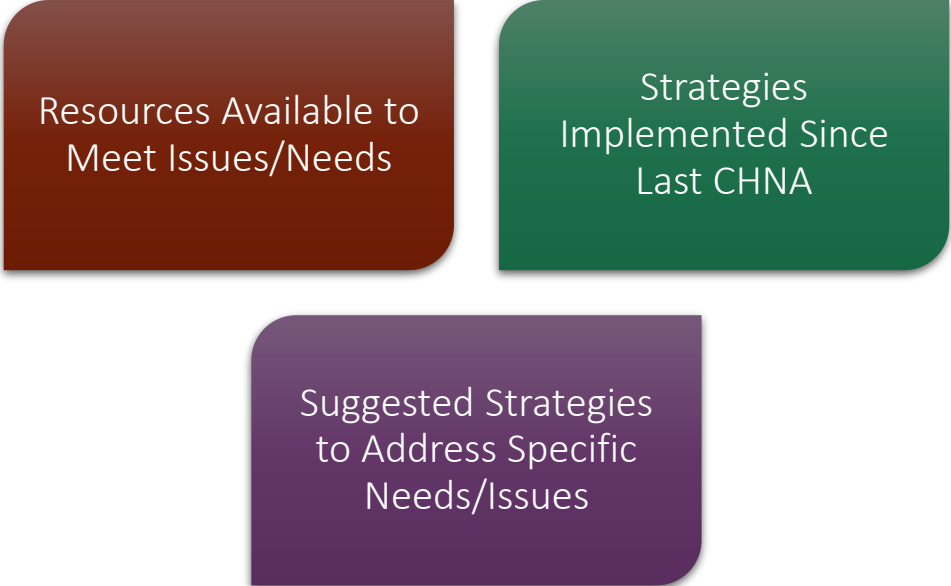 Resources Available to
Meet Issues/Needs
Strategies
Implemented Since
Last CHNA
Suggested Strategies
to Address Specific
Needs/Issues